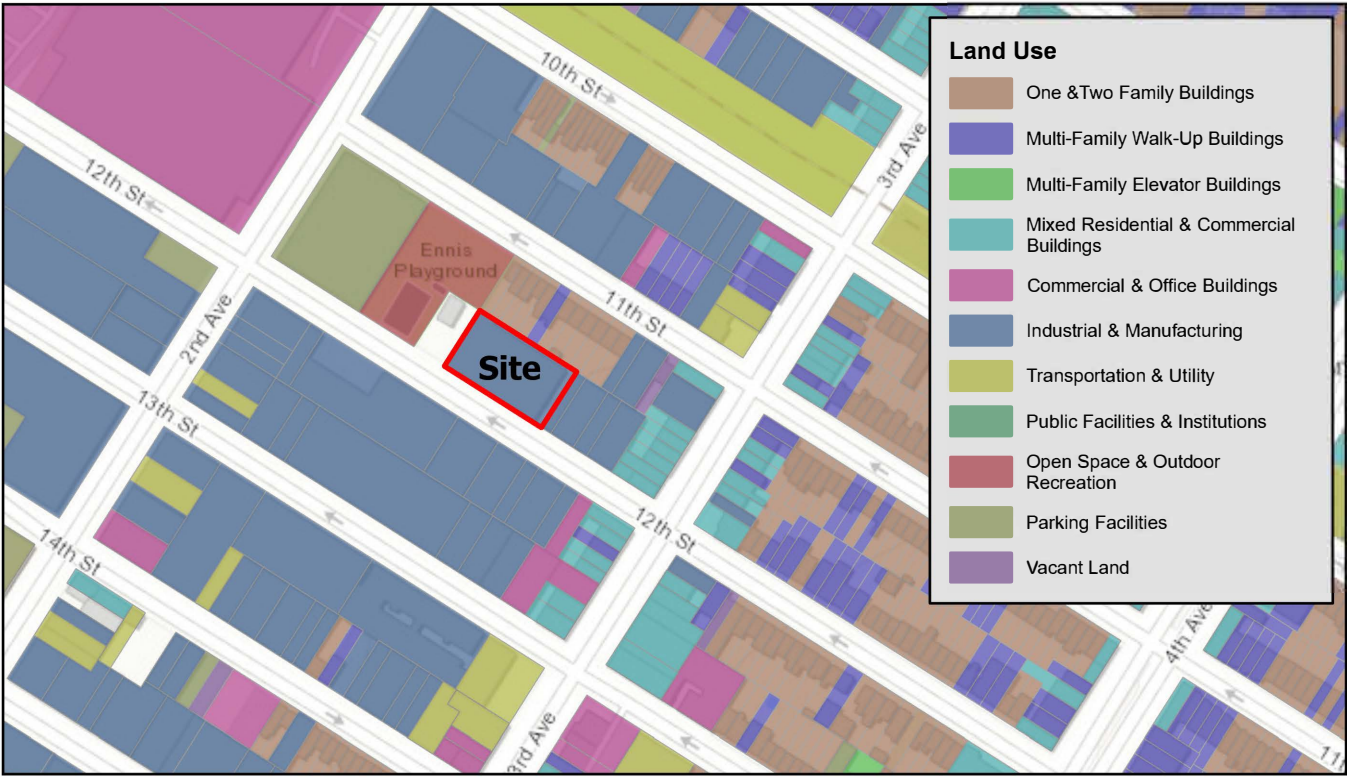 10th St
12th St
3rd Ave
Ennis
Playground
11th St
2nd Ave
Site
13th St
12th St
14th St
4th Ave
3rd Ave
Land Use
One &Two Family Buildings
Multi-Family Walk-Up Buildings
Multi-Family Elevator Buildings
Mixed Residential & Commercial
Buildings
Commercial & Office Buildings
Industrial & Manufacturing
Transportation & Utility
Public Facilities & Institutions
Open Space & Outdoor
Recreation
Parking Facilities
Vacant Land